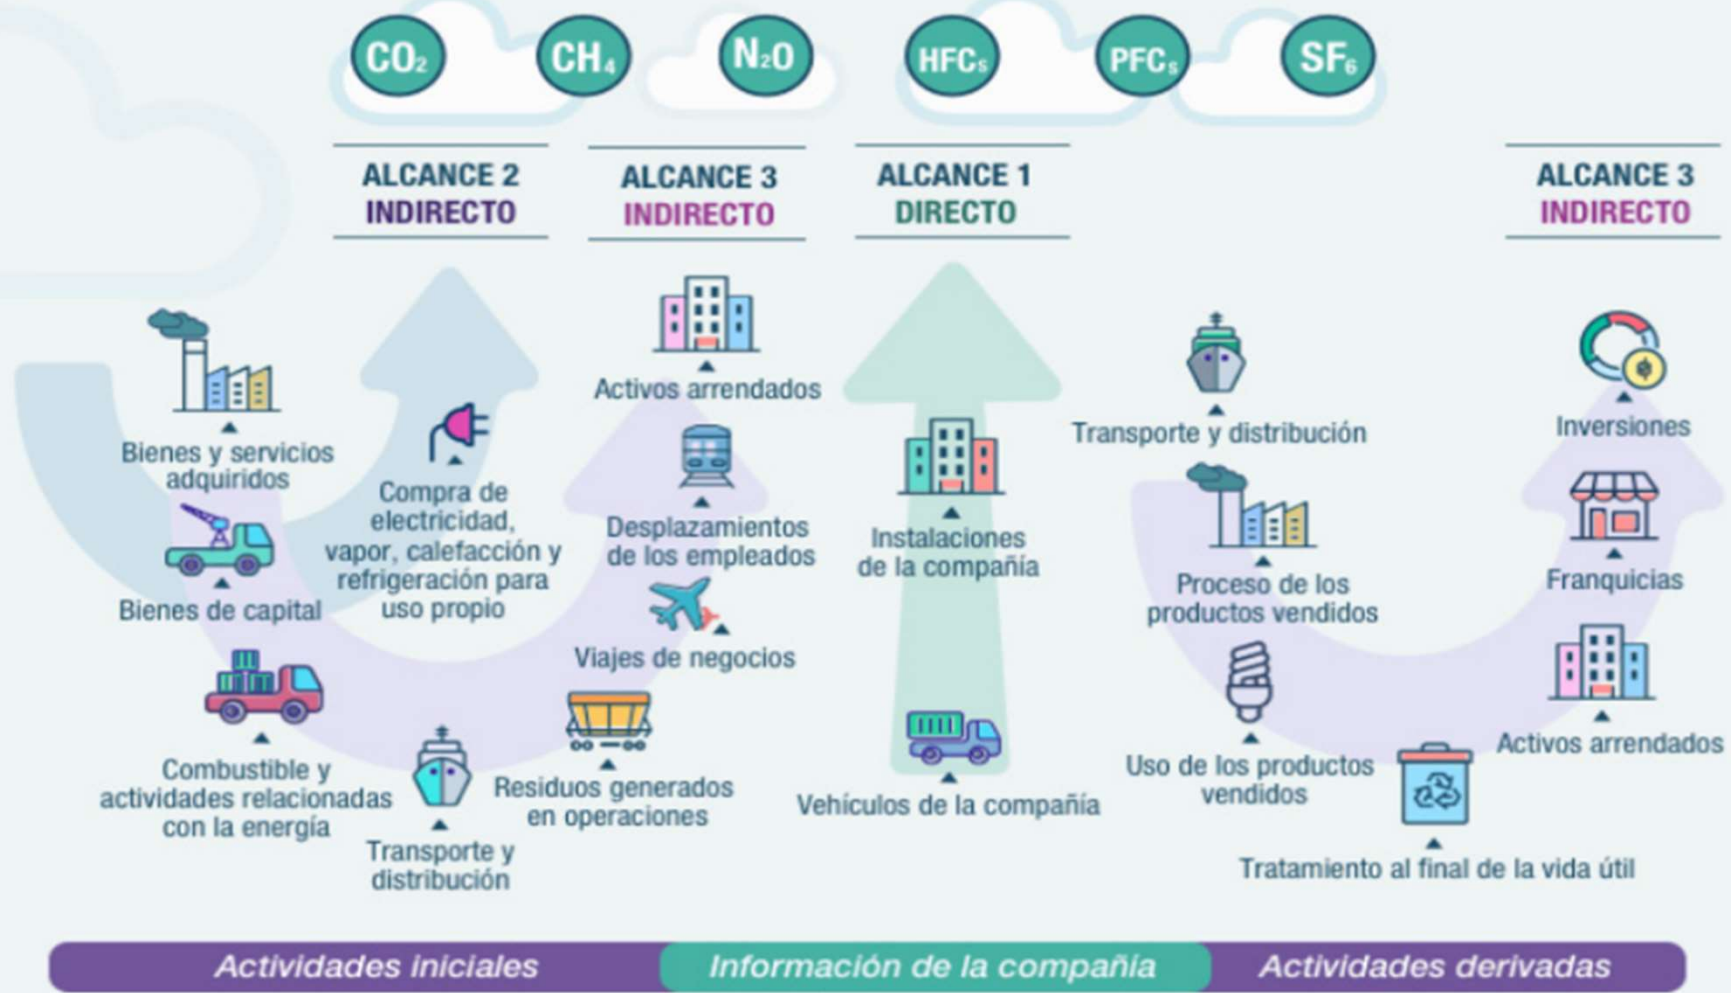 CO₂
CH₄
N₂O
HFCs
PFCs
SF₆
ALCANCE 2
INDIRECTO
ALCANCE 3
INDIRECTO
ALCANCE 1
DIRECTO
ALCANCE 3
INDIRECTO
Bienes y servicios
adquiridos
Bienes de capital
Combustible y
actividades relacionadas
con la energía
Compra de
electricidad,
vapor, calefacción y
refrigeración para
uso propio
Transporte y
distribución
Activos arrendados
Desplazamientos
de los empleados
Viajes de negocios
Residuos generados
en operaciones
Instalaciones
de la compañía
Vehículos de la compañía
Transporte y distribución
Proceso de los
productos vendidos
Uso de los productos
vendidos
Tratamiento al final de la vida útil
Inversiones
Franquicias
Activos arrendados
Actividades iniciales
Información de la compañía
Actividades derivadas